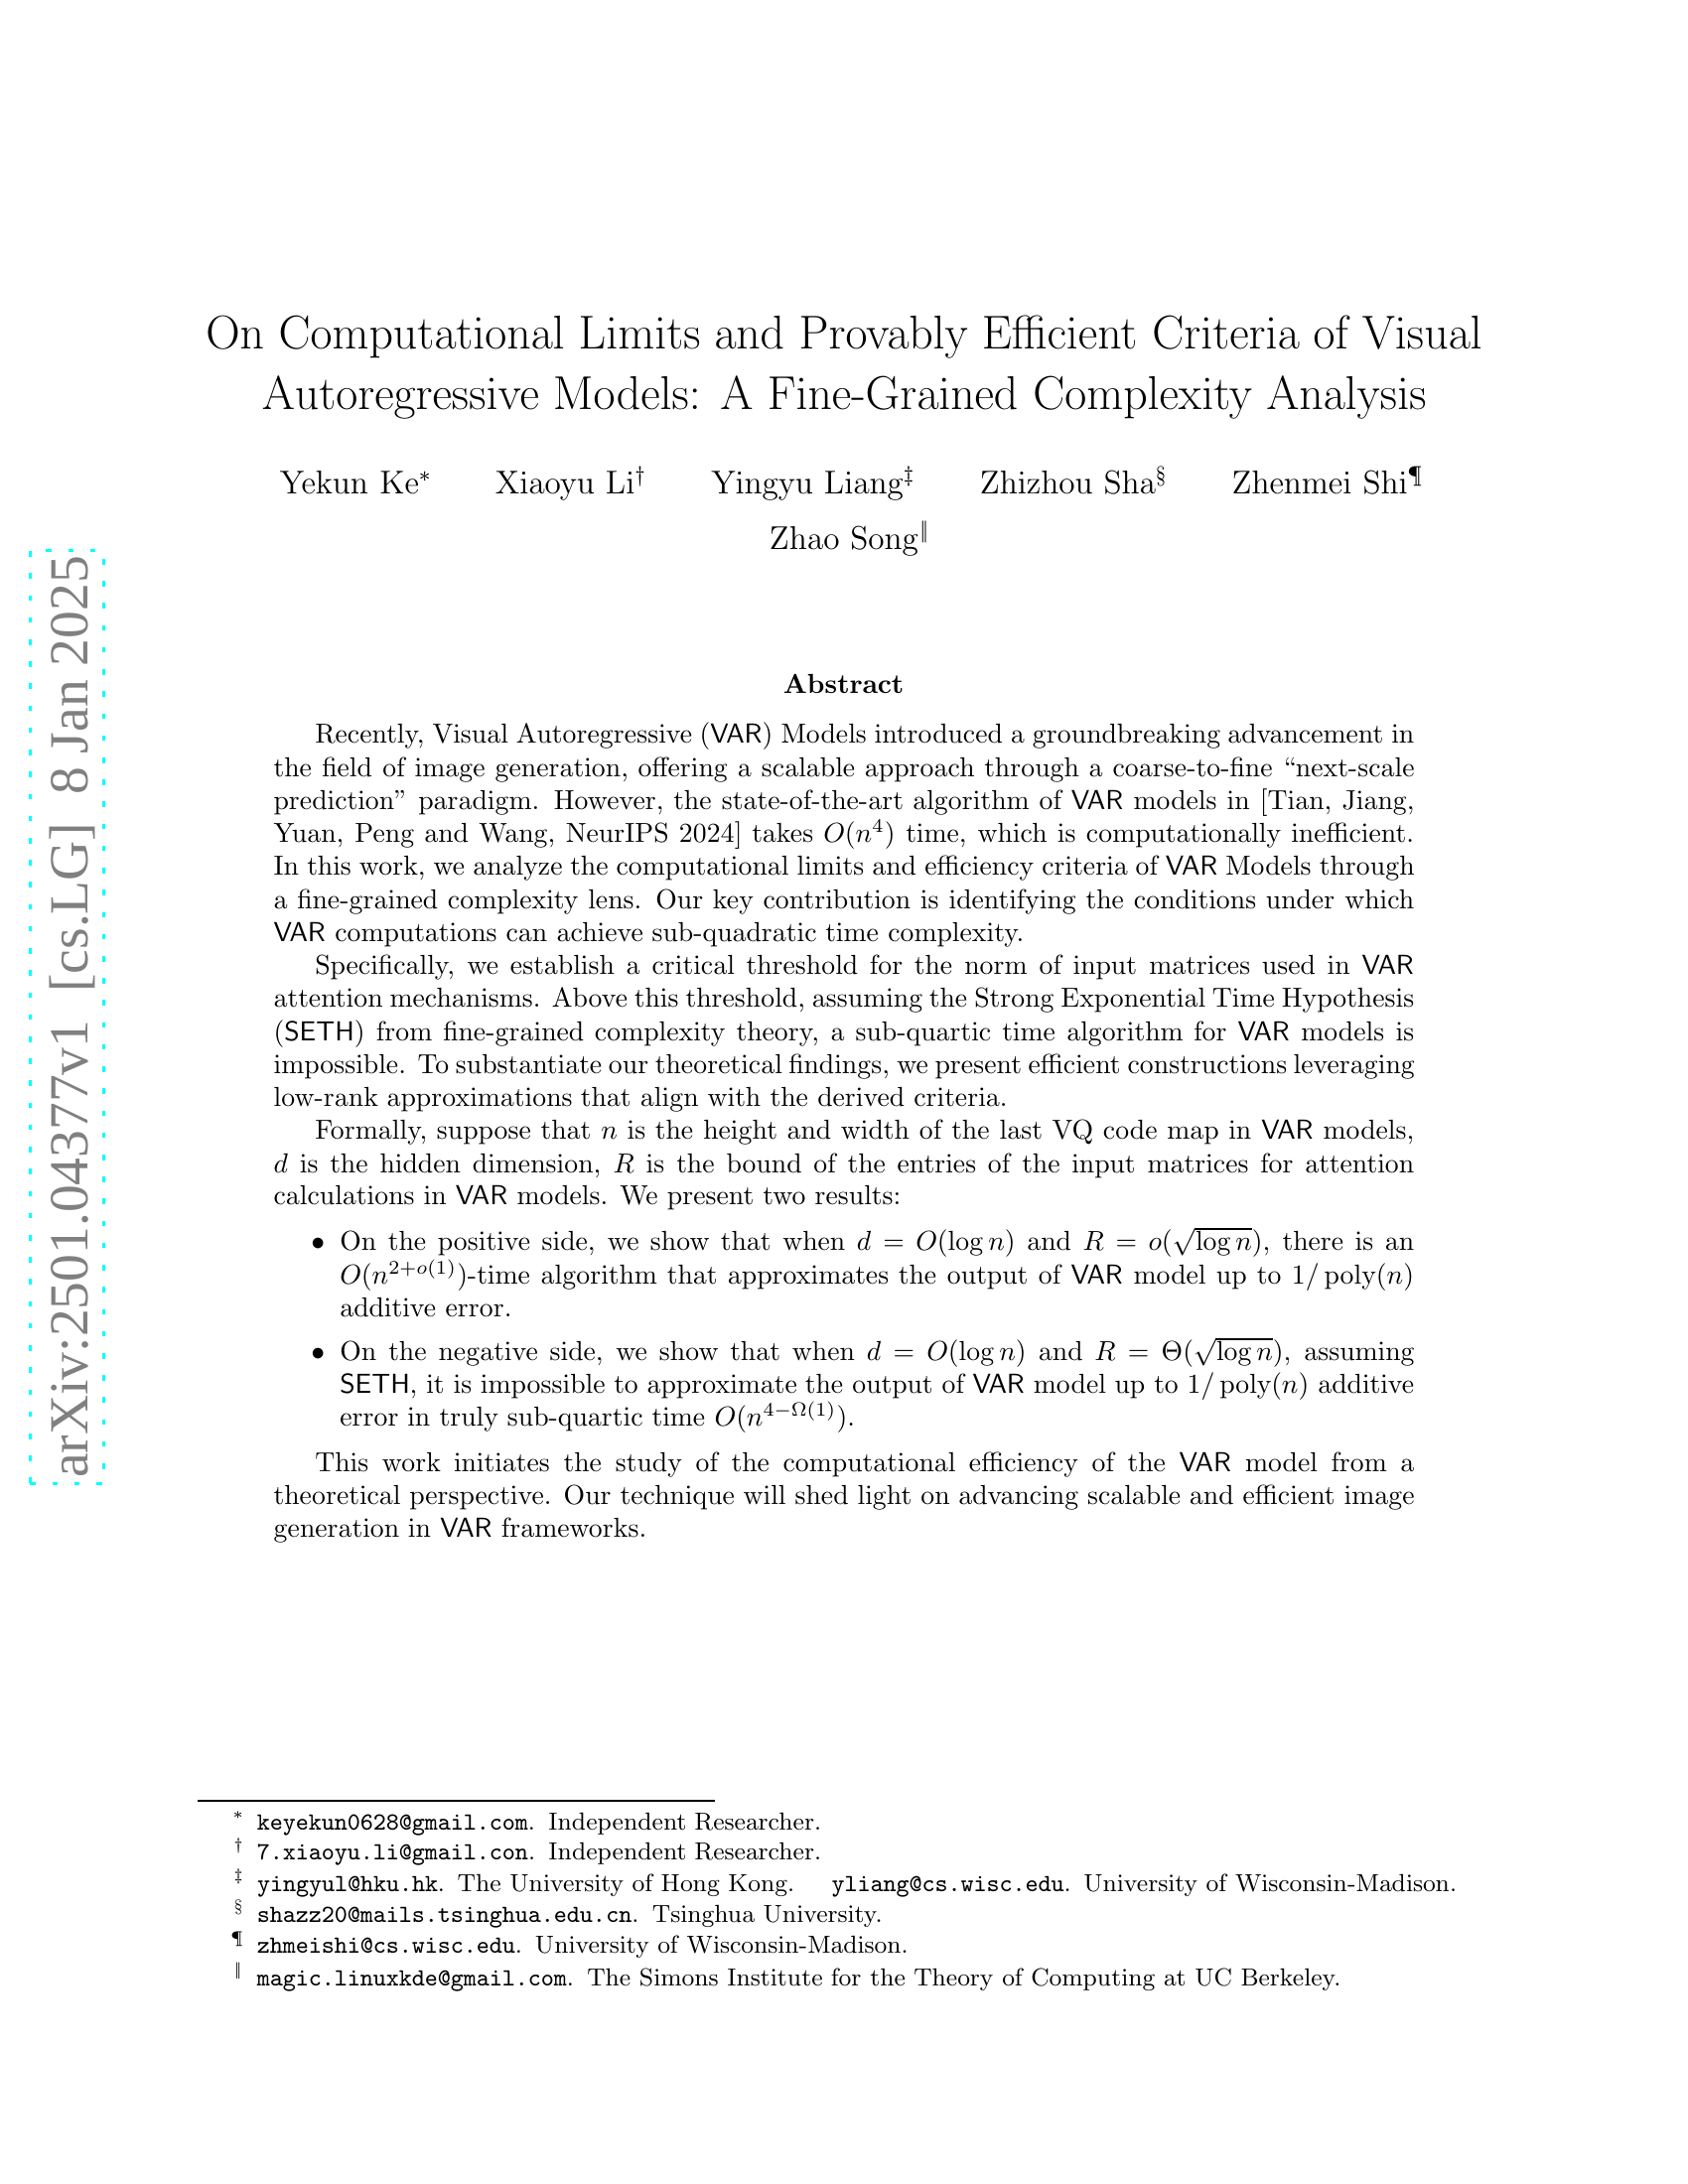 On Computational Limits and Provably Efficient Criteria of Visual
Autoregressive Models: A Fine-Grained Complexity Analysis
Yekun Ke* Xiaoyu Li† Yingyu Liang‡ Zhizhou Sha§ Zhenmei Shi¶
Zhao Song‖
arXiv:2501.04377v1 [cs.LG] 8 Jan 2025
Abstract
Recently, Visual Autoregressive (VAR) Models introduced a groundbreaking advancement in
the field of image generation, offering a scalable approach through a coarse-to-fine “next-scale
prediction” paradigm. However, the state-of-the-art algorithm of VAR models in [Tian, Jiang,
Yuan, Peng and Wang, NeurIPS 2024] takes O(n⁴) time, which is computationally inefficient.
In this work, we analyze the computational limits and efficiency criteria of VAR Models through
a fine-grained complexity lens. Our key contribution is identifying the conditions under which
VAR computations can achieve sub-quadratic time complexity.
Specifically, we establish a critical threshold for the norm of input matrices used in VAR
attention mechanisms. Above this threshold, assuming the Strong Exponential Time Hypothesis
(SETH) from fine-grained complexity theory, a sub-quartic time algorithm for VAR models is
impossible. To substantiate our theoretical findings, we present efficient constructions leveraging
low-rank approximations that align with the derived criteria.
Formally, suppose that n is the height and width of the last VQ code map in VAR models,
d is the hidden dimension, R is the bound of the entries of the input matrices for attention
calculations in VAR models. We present two results:
• On the positive side, we show that when d = O(log n) and R = o(√log n), there is an
O(n^{2+o(1)})-time algorithm that approximates the output of VAR model up to 1/ poly(n)
additive error.
• On the negative side, we show that when d = O(log n) and R = Θ(√log n), assuming
SETH, it is impossible to approximate the output of VAR model up to 1/ poly(n) additive
error in truly sub-quartic time O(n^{4−Ω(1)}).
This work initiates the study of the computational efficiency of the VAR model from a
theoretical perspective. Our technique will shed light on advancing scalable and efficient image
generation in VAR frameworks.
* keyekun0628@gmail.com. Independent Researcher.
† 7.xiaoyu.li@gmail.con. Independent Researcher.
‡ yingyul@hku.hk. The University of Hong Kong. yliang@cs.wisc.edu. University of Wisconsin-Madison.
§ shazz20@mails.tsinghua.edu.cn. Tsinghua University.
¶ zhmeishi@cs.wisc.edu. University of Wisconsin-Madison.
‖ magic.linuxkde@gmail.com. The Simons Institute for the Theory of Computing at UC Berkeley.